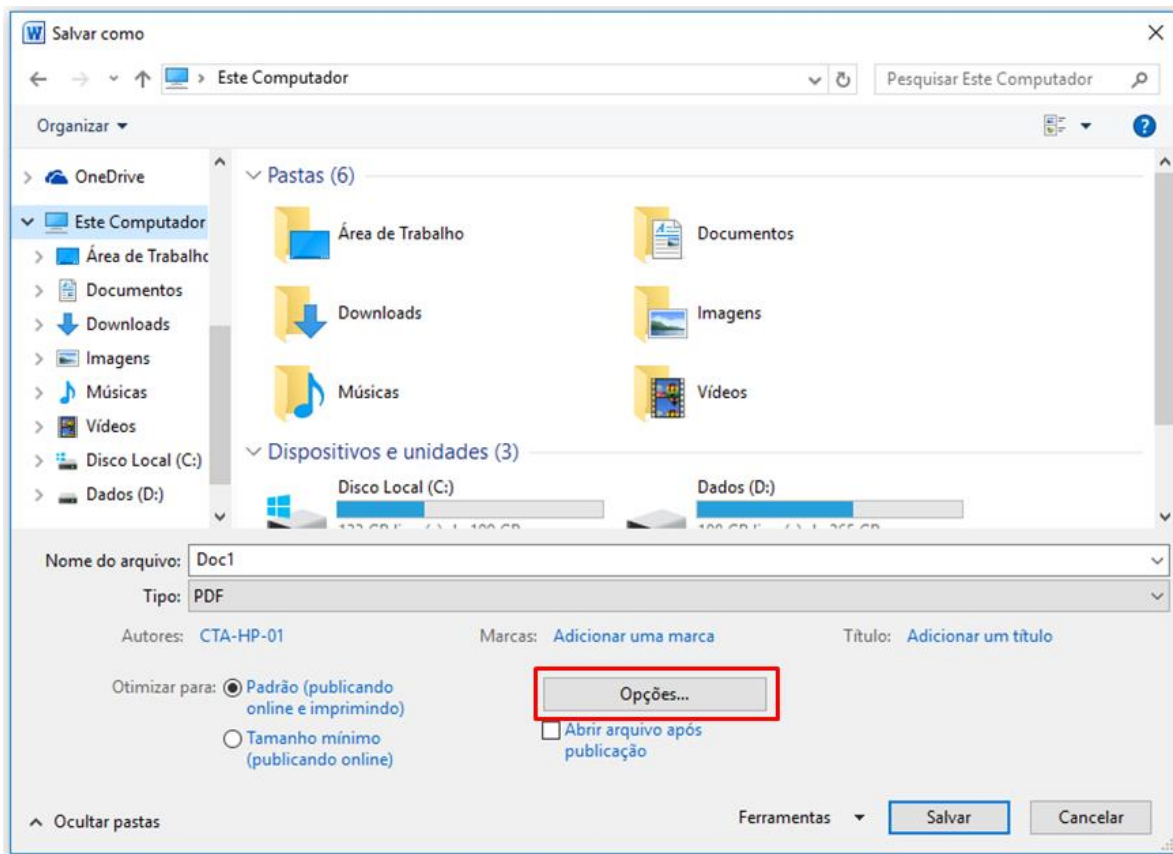 Salvar como
Este Computador
Pesquisar Este Computador
Organizar
OneDrive
Este Computador
Área de Trabalho
Documentos
Downloads
Imagens
Músicas
Vídeos
Disco Local (C:)
Dados (D:)
Pastas (6)
Área de Trabalho
Documentos
Downloads
Imagens
Músicas
Vídeos
Dispositivos e unidades (3)
Disco Local (C:)
Dados (D:)
Nome do arquivo: Doc1
Tipo: PDF
Autores: CTA-HP-01
Marcas: Adicionar uma marca
Título: Adicionar um título
Otimizar para:
Padrão (publicando
online e imprimindo)
Tamanho mínimo
(publicando online)
Opções...
Abrir arquivo após
publicação
Ocultar pastas
Ferramentas
Salvar
Cancelar